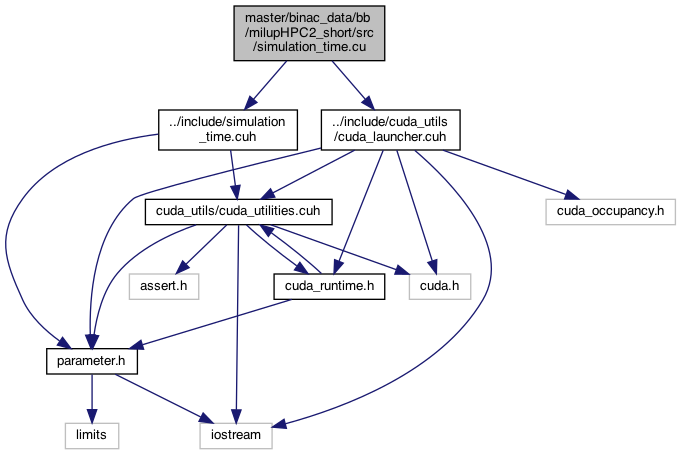 master/binac_data/bb
/milupHPC2_short/src
/simulation_time.cu
../include/simulation
_time.cuh
../include/cuda_utils
/cuda_launcher.cuh
cuda_utils/cuda_utilities.cuh
cuda_occupancy.h
assert.h
cuda_runtime.h
cuda.h
parameter.h
limits
iostream